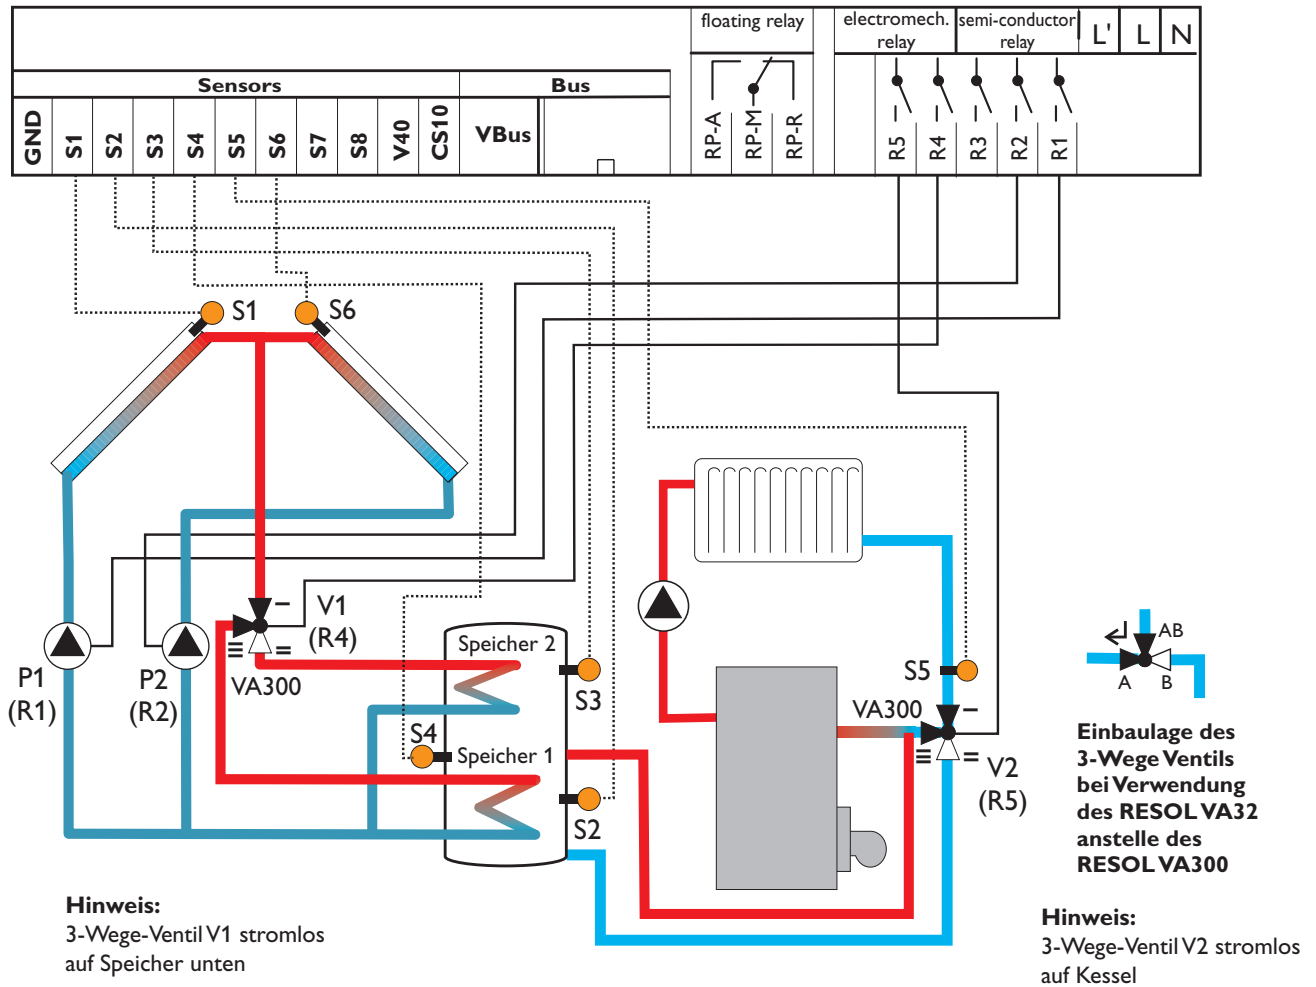 floating relay
electromech.
relay
semi-conductor
relay
L'
L
N
Sensors
Bus
GND
S1
S2
S3
S4
S5
S6
S7
S8
V40
CS10
VBus
RP-A
RP-M
RP-R
R5
R4
R3
R2
R1
S1
S6
V1
(R4)
VA300
P1
(R1)
P2
(R2)
Speicher 2
S3
S4
Speicher 1
S2
S5
VA300
V2
(R5)
AB
A
B
Einbaulage des
3-Wege Ventils
bei Verwendung
des RESOL VA32
anstelle des
RESOL VA300
Hinweis:
3-Wege-Ventil V1 stromlos
auf Speicher unten
Hinweis:
3-Wege-Ventil V2 stromlos
auf Kessel